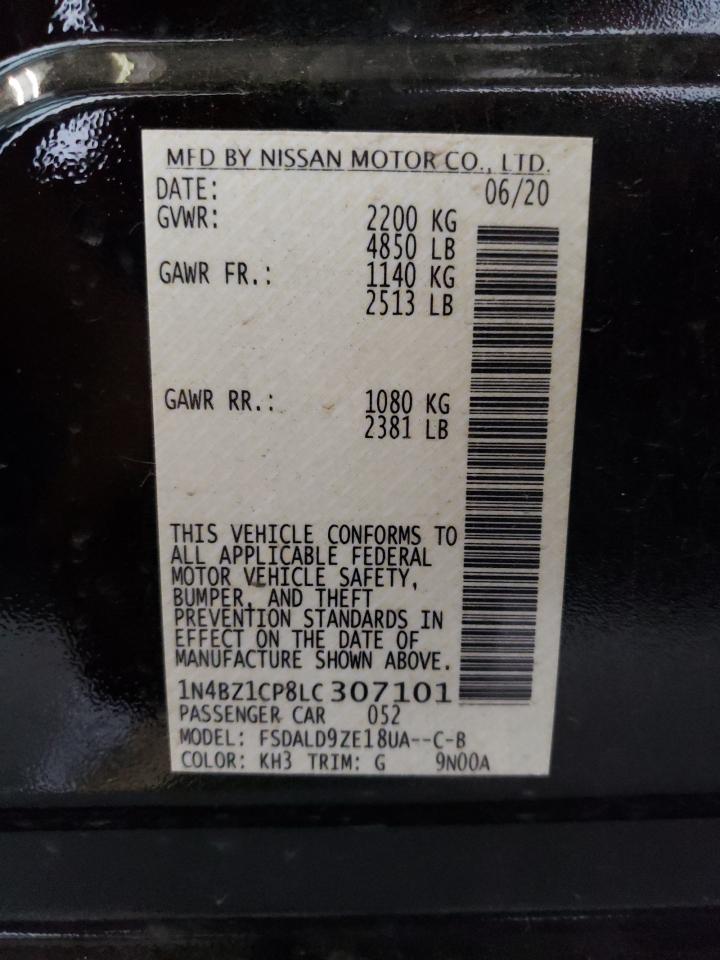 MFD BY NISSAN MOTOR CO., LTD.
DATE: 06/20
GVWR: 2200 KG
4850 LB
GAWR FR.: 1140 KG
2513 LB
GAWR RR.: 1080 KG
2381 LB
THIS VEHICLE CONFORMS TO
ALL APPLICABLE FEDERAL
MOTOR VEHICLE SAFETY,
BUMPER, AND THEFT
PREVENTION STANDARDS IN
EFFECT ON THE DATE OF
MANUFACTURE SHOWN ABOVE.
1N4BZ1CP8LC 307101
PASSENGER CAR 052
MODEL: FSDALD9ZE18UA--C-B
COLOR: KH3 TRIM: G 9N00A